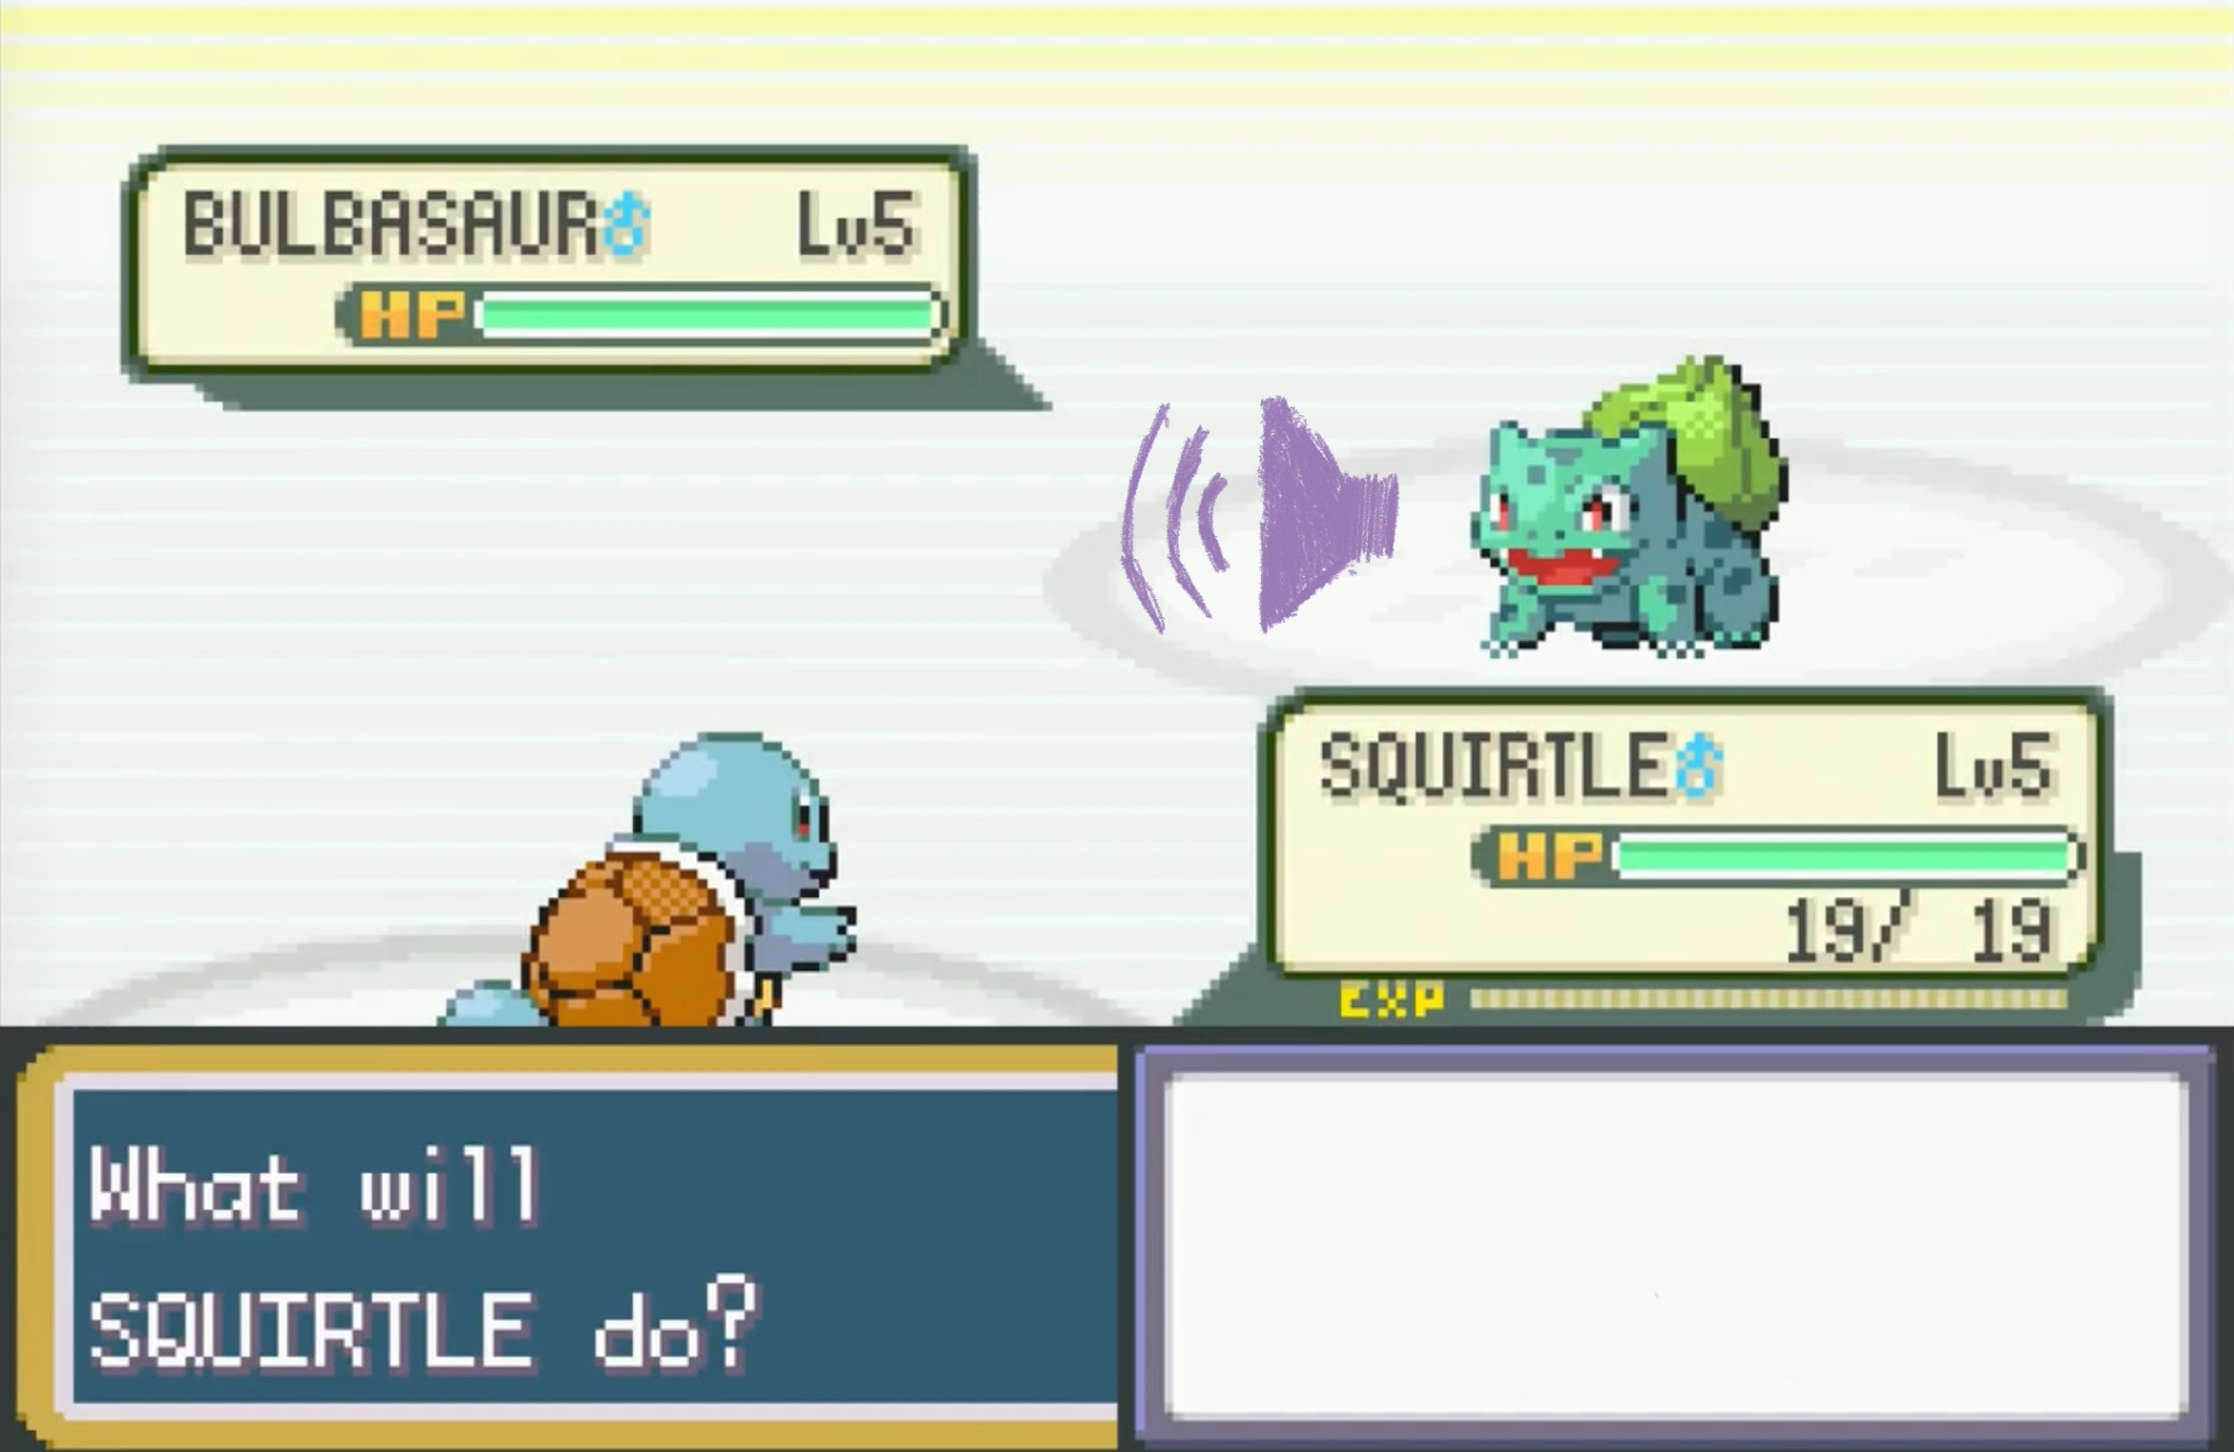 BULBASAUR♂ Lv5
HP
SQUIRTLE♂ Lv5
HP
19/ 19
EXP
What will
SQUIRTLE do?